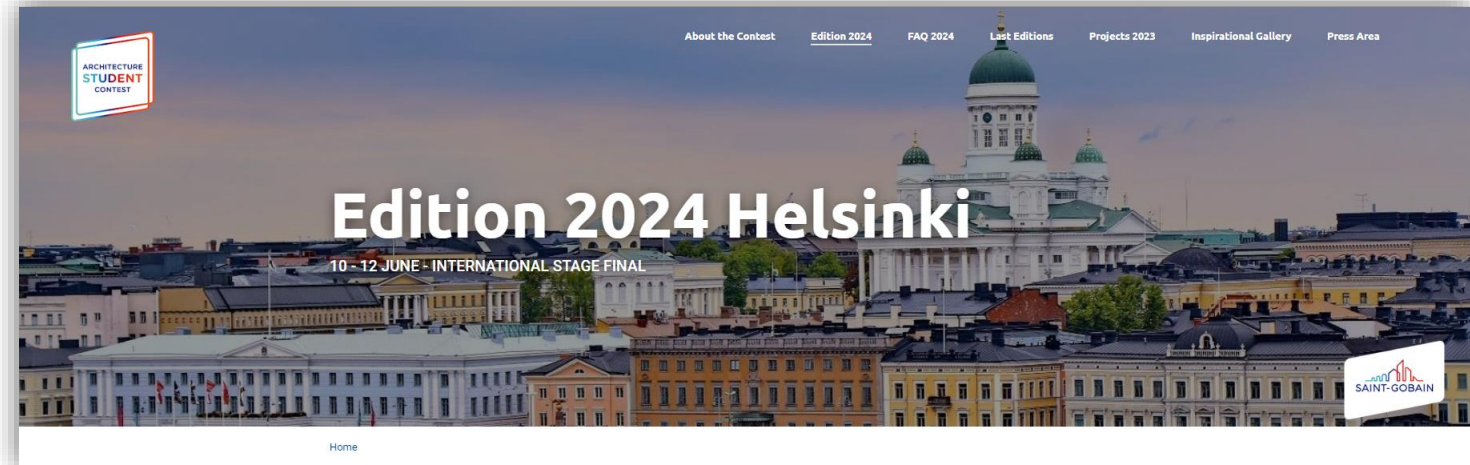 About the Contest Edition 2024 FAQ 2024 Last Editions Projects 2023 Inspirational Gallery Press Area
ARCHITECTURE
STUDENT
CONTEST
Edition 2024 Helsinki
10 - 12 JUNE - INTERNATIONAL STAGE FINAL
SAINT-GOBAIN
Home